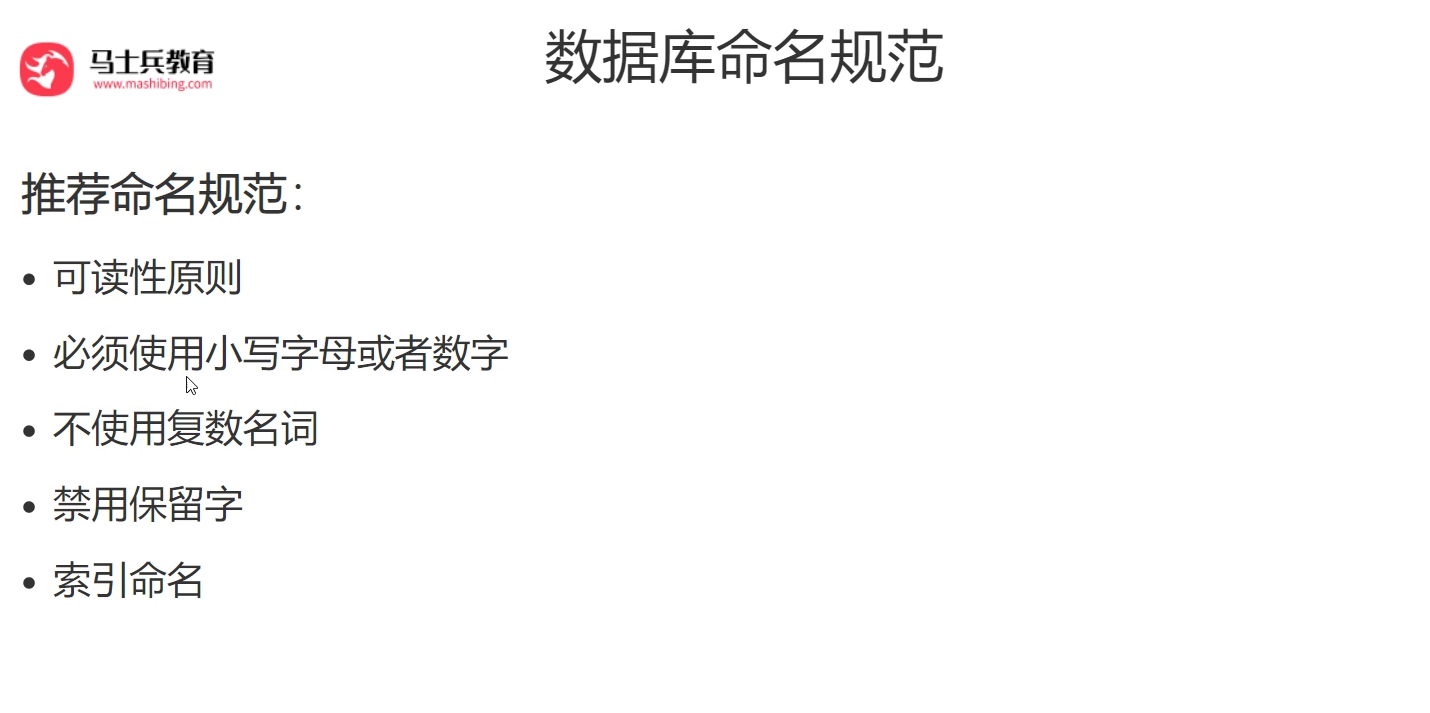 马士兵教育
www.mashibing.com
数据库命名规范
推荐命名规范：
• 可读性原则
• 必须使用小写字母或者数字
• 不使用复数名词
• 禁用保留字
• 索引命名